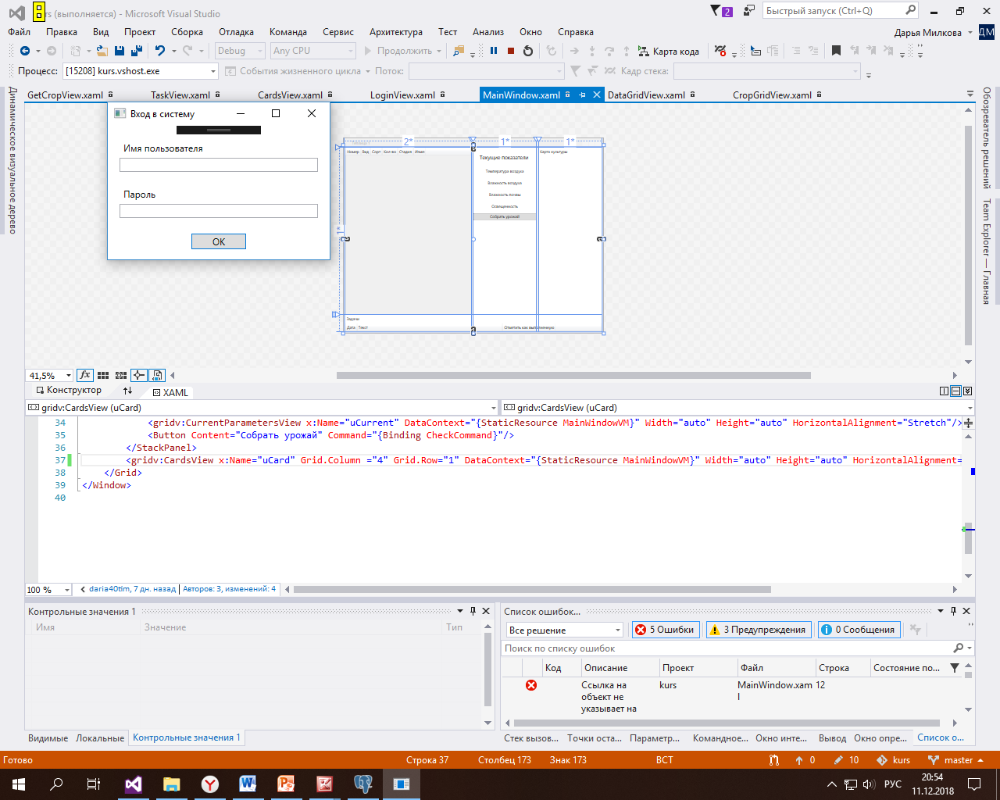 rs (выполняется) - Microsoft Visual Studio
2
Быстрый запуск (Ctrl+Q)
Файл Правка Вид Проект Сборка Отладка Команда Сервис Архитектура Тест Анализ Окно Справка
Дарья Милкова
ДМ
Debug
Any CPU
Продолжить
Карта кода
Процесс: [15208] kurs.vshost.exe
События жизненного цикла
Поток:
Кадр стека:
GetCropView.xaml TaskView.xaml CardsView.xaml LoginView.xaml MainWindow.xaml DataGridView.xaml CropGridView.xaml
Динамическое визуальное дерево
Обозреватель решений
Team Explorer — Главная
Вход в систему
Имя пользователя
Пароль
OK
2* 1* 1*
1*
Номер Вид Сорт Кол-во Стадия Изме
Текущие показатели
Температура воздуха
Влажность воздуха
Влажность почвы
Освещенность
Собрать урожай
Карта культуры
Задачи
Дата Текст
Отметить как выполненную
41,5%
fx
Конструктор
XAML
gridv:CardsView (uCard)
gridv:CardsView (uCard)
34 <gridv:CurrentParametersView x:Name="uCurrent" DataContext="{StaticResource MainWindowVM}" Width="auto" Height="auto" HorizontalAlignment="Stretch"/>
35 <Button Content="Собрать урожай" Command="{Binding CheckCommand}"/>
36 </StackPanel>
37 <gridv:CardsView x:Name="uCard" Grid.Column ="4" Grid.Row="1" DataContext="{StaticResource MainWindowVM}" Width="auto" Height="auto" HorizontalAlignment=
38 </Grid>
39 </Window>
40
100 %
daria40tim, 7 дн. назад | Авторов: 3, изменений: 4
Контрольные значения 1
Имя Значение Тип
Видимые Локальные Контрольные значения 1
Список ошибок...
Все решение
5 Ошибки
3 Предупреждения
0 Сообщения
Поиск по списку ошибок
Код Описание Проект Файл Строка Состояние по...
Ссылка на kurs MainWindow.xam 12
объект не l
указывает на
Стек вызов... Точки оста... Параметр... Командное... Окно инте... Вывод Окно опре... Список о...
Готово
Строка 37
Столбец 173
Знак 173
ВСТ
0
10
kurs
master
РУС
20:54
11.12.2018